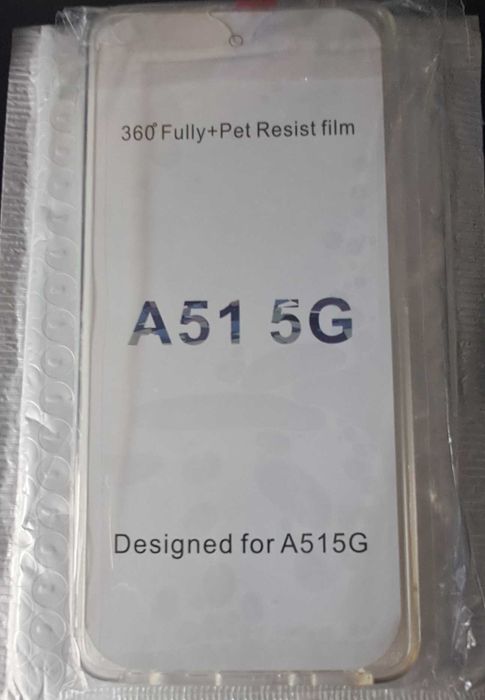 360° Fully+Pet Resist film
A51 5G
Designed for A515G